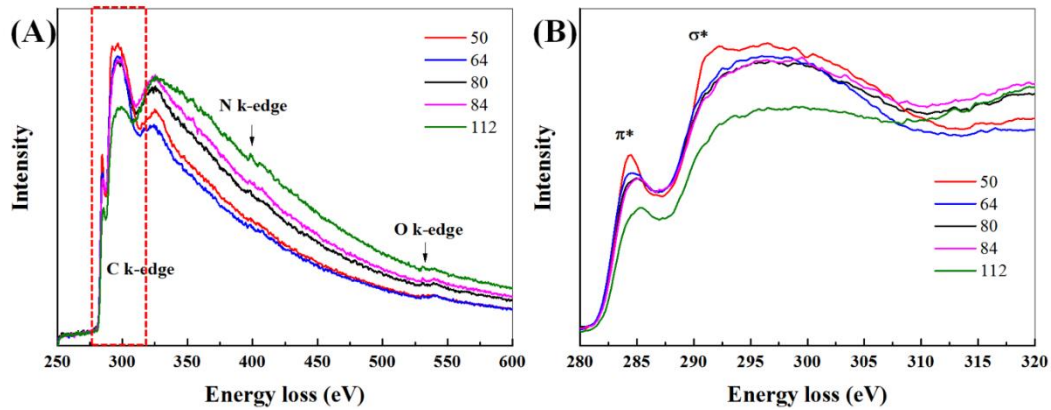 (A)
50
64
80
84
112
N k-edge
O k-edge
C k-edge
Intensity
250 300 350 400 450 500 550 600
Energy loss (eV)
(B)
σ*
π*
50
64
80
84
112
Intensity
280 285 290 295 300 305 310 315 320
Energy loss (eV)